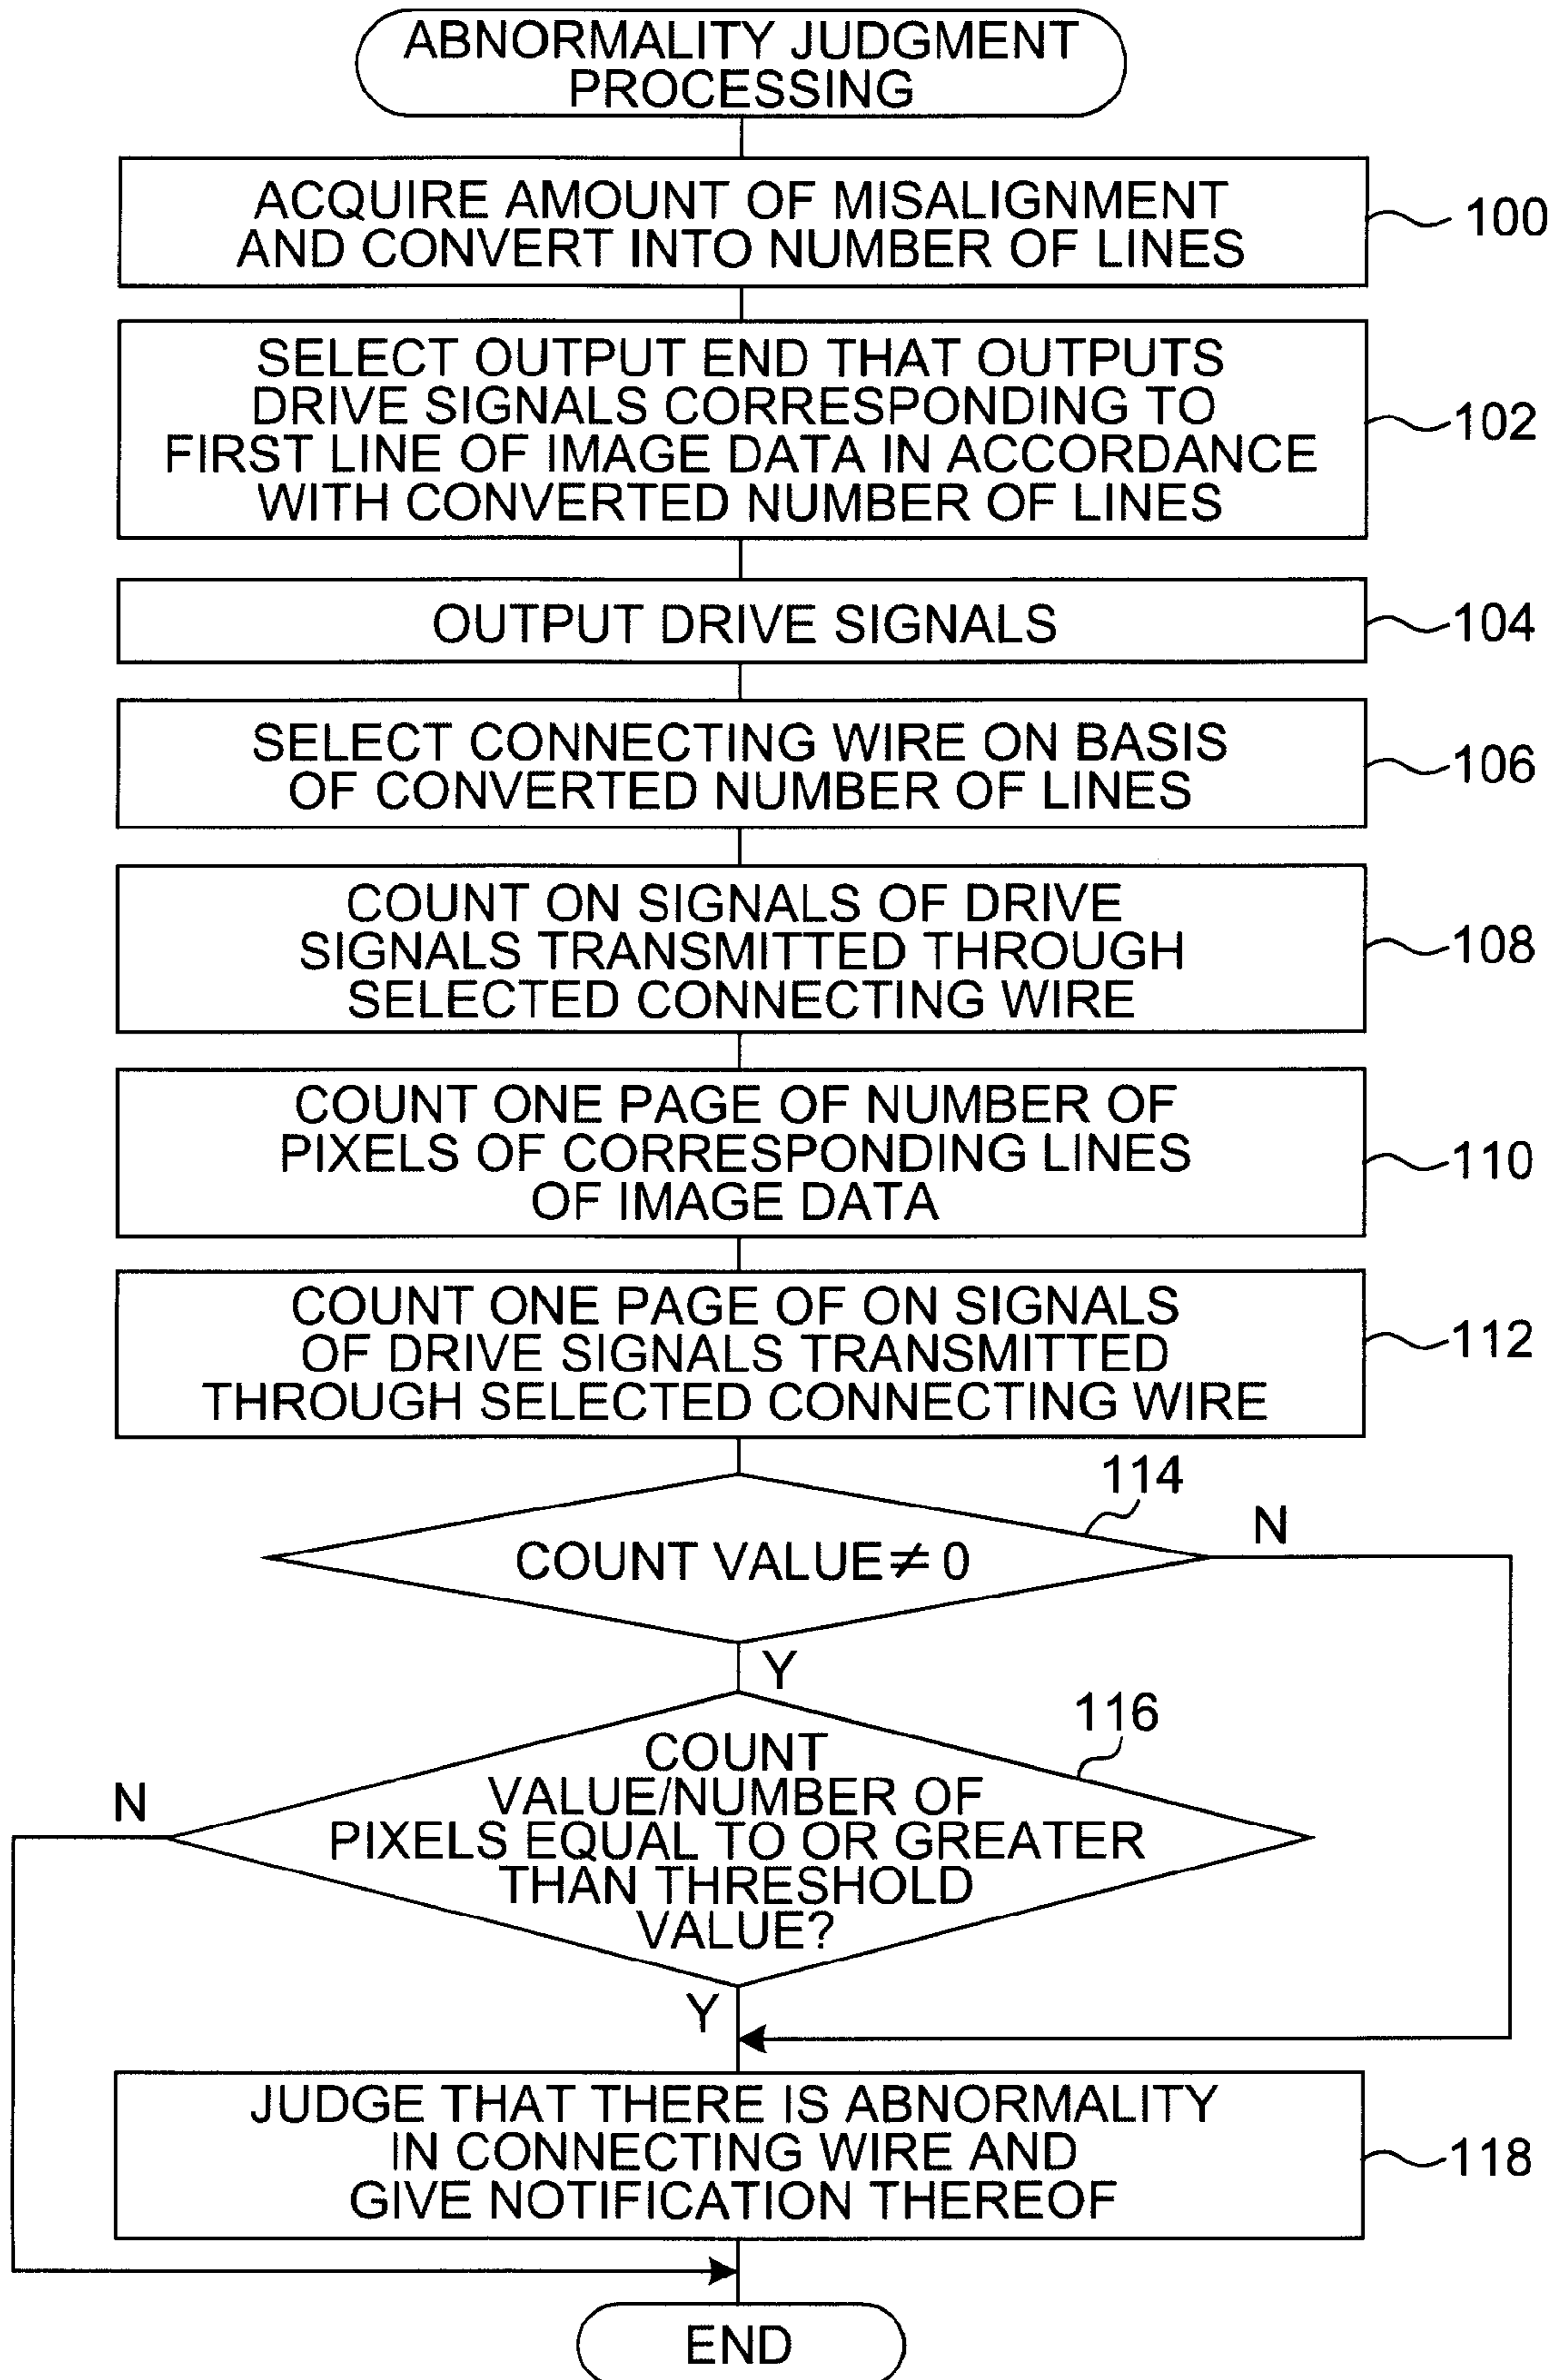 ABNORMALITY JUDGMENT
PROCESSING
ACQUIRE AMOUNT OF MISALIGNMENT
AND CONVERT INTO NUMBER OF LINES
100
SELECT OUTPUT END THAT OUTPUTS
DRIVE SIGNALS CORRESPONDING TO
FIRST LINE OF IMAGE DATA IN ACCORDANCE
WITH CONVERTED NUMBER OF LINES
102
OUTPUT DRIVE SIGNALS
104
SELECT CONNECTING WIRE ON BASIS
OF CONVERTED NUMBER OF LINES
106
COUNT ON SIGNALS OF DRIVE
SIGNALS TRANSMITTED THROUGH
SELECTED CONNECTING WIRE
108
COUNT ONE PAGE OF NUMBER OF
PIXELS OF CORRESPONDING LINES
OF IMAGE DATA
110
COUNT ONE PAGE OF ON SIGNALS
OF DRIVE SIGNALS TRANSMITTED
THROUGH SELECTED CONNECTING WIRE
112
114
COUNT VALUE≠0
N
Y
116
COUNT
VALUE/NUMBER OF
PIXELS EQUAL TO OR GREATER
THAN THRESHOLD
VALUE?
N
Y
JUDGE THAT THERE IS ABNORMALITY
IN CONNECTING WIRE AND
GIVE NOTIFICATION THEREOF
118
END